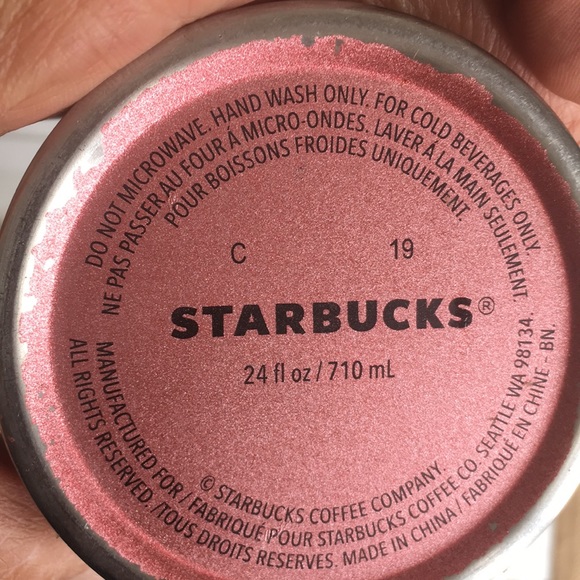 DO NOT MICROWAVE. HAND WASH ONLY. FOR COLD BEVERAGES ONLY.
NE PAS PASSER AU FOUR À MICRO-ONDES. LAVER À LA MAIN SEULEMENT.
POUR BOISSONS FROIDES UNIQUEMENT.
C 19
STARBUCKS®
24 fl oz / 710 mL
© STARBUCKS COFFEE COMPANY.
MANUFACTURED FOR / FABRIQUÉ POUR STARBUCKS COFFEE CO. SEATTLE WA 98134.
ALL RIGHTS RESERVED. /TOUS DROITS RESERVES. MADE IN CHINA / FABRIQUÉ EN CHINE - BN.